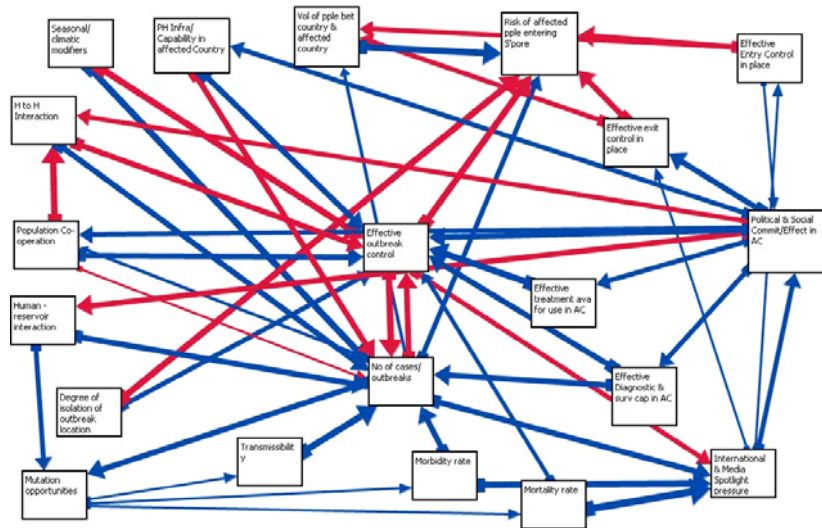 Seasonal/
climatic modifiers
PH Infra/
Capability in
affected Country
Vol of pple bet
country &
affected
country
Risk of affected
pple entering
S'pore
Effective
Entry Control
in place
H to H
Interaction
Effective exit
control in
place
Population Co-
operation
Effective
outbreak
control
Political & Social
Commit/Effect in
AC
Human -
reservoir
interaction
Effective
treatment ava
for use in AC
No of cases/
outbreaks
Effective
Diagnostic &
surv cap in AC
Degree of
isolation of
outbreak
location
Transmissibilit
y
Morbidity rate
International
& Media
Spotlight
pressure
Mutation
opportunities
Mortality rate